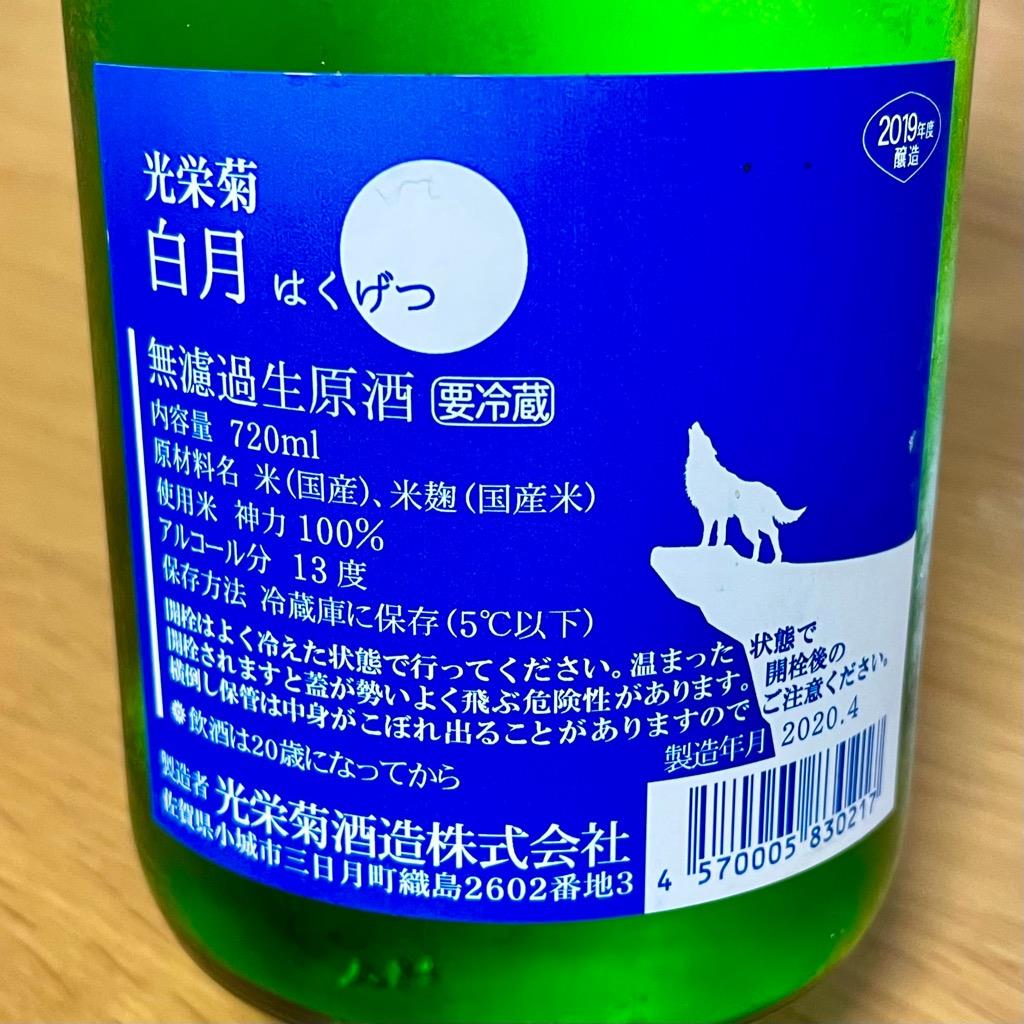 2019年度
醸造
光栄菊
白月 はくげつ
無濾過生原酒 要冷蔵
内容量 720ml
原材料名 米(国産)、米麹(国産米)
使用米 神力100%
アルコール分 13度
保存方法 冷蔵庫に保存(5℃以下)
開栓はよく冷えた状態で行ってください。温まった状態で
開栓されますと蓋が勢いよく飛ぶ危険性があります。開栓後の
横倒し保管は中身がこぼれ出ることがありますのでご注意ください。
飲酒は20歳になってから
製造年月 2020.4
製造者 光栄菊酒造株式会社
佐賀県小城市三日月町織島2602番地3
4 570005 830217